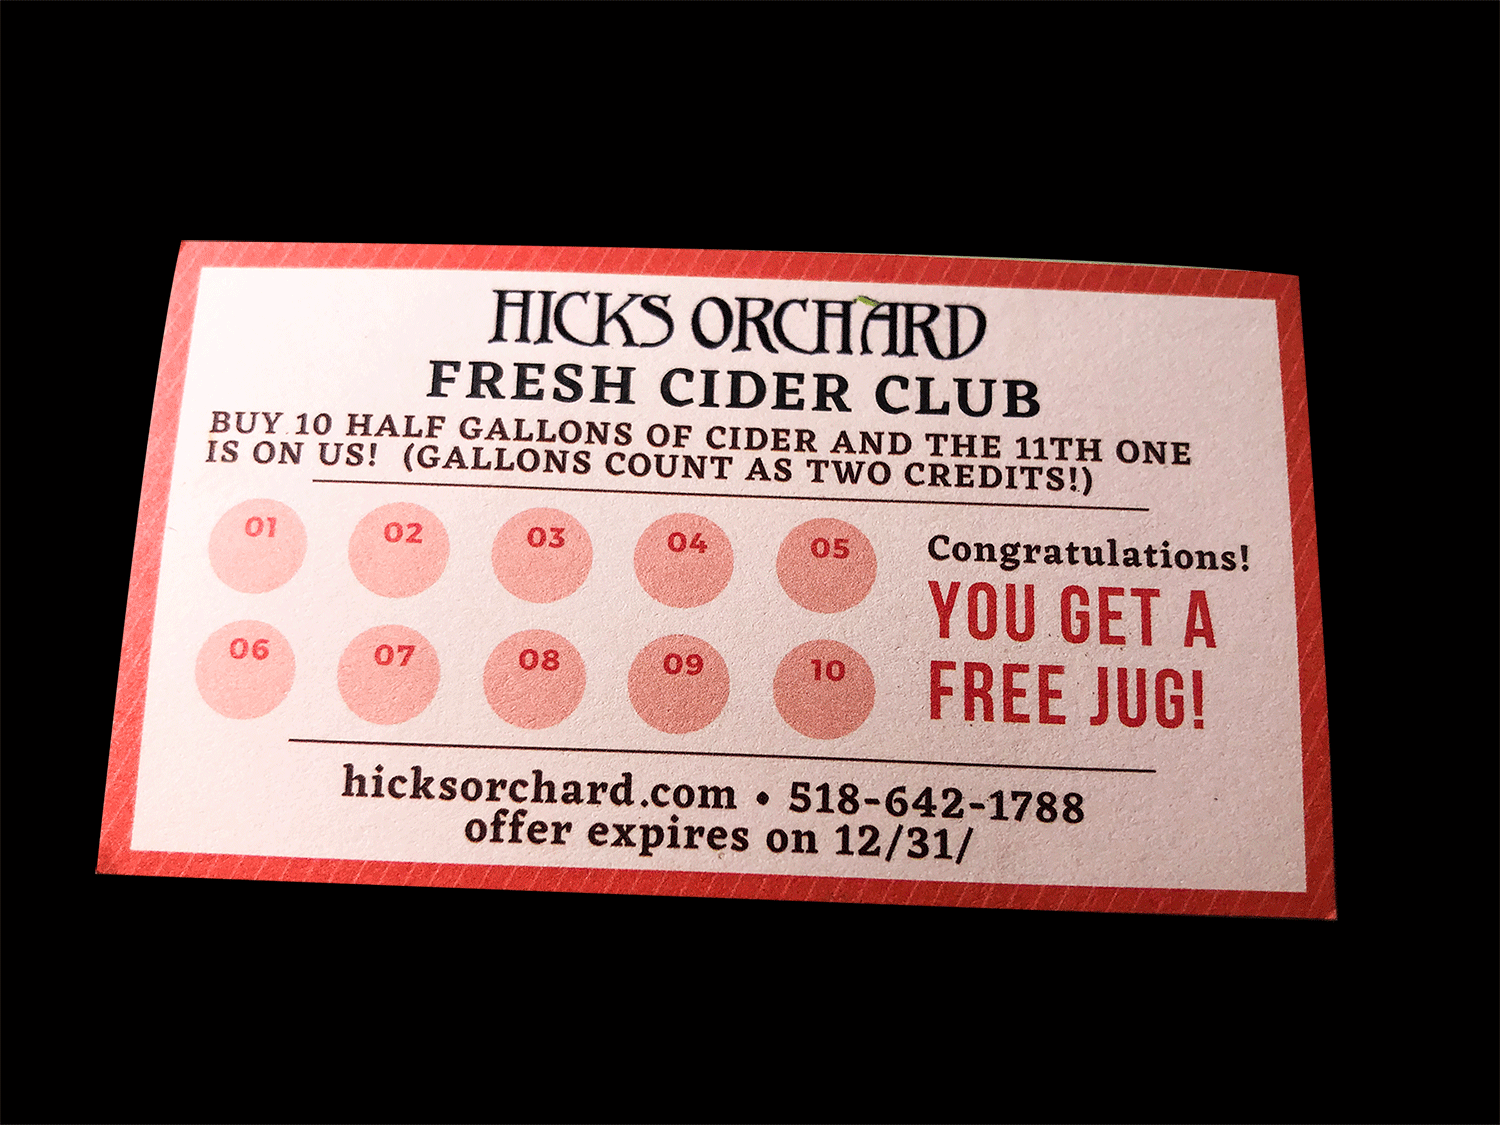 HICKS ORCHARD
FRESH CIDER CLUB
BUY 10 HALF GALLONS OF CIDER AND THE 11TH ONE
IS ON US! (GALLONS COUNT AS TWO CREDITS!)
01 02 03 04 05
06 07 08 09 10
Congratulations!
YOU GET A
FREE JUG!
hicksorchard.com • 518-642-1788
offer expires on 12/31/